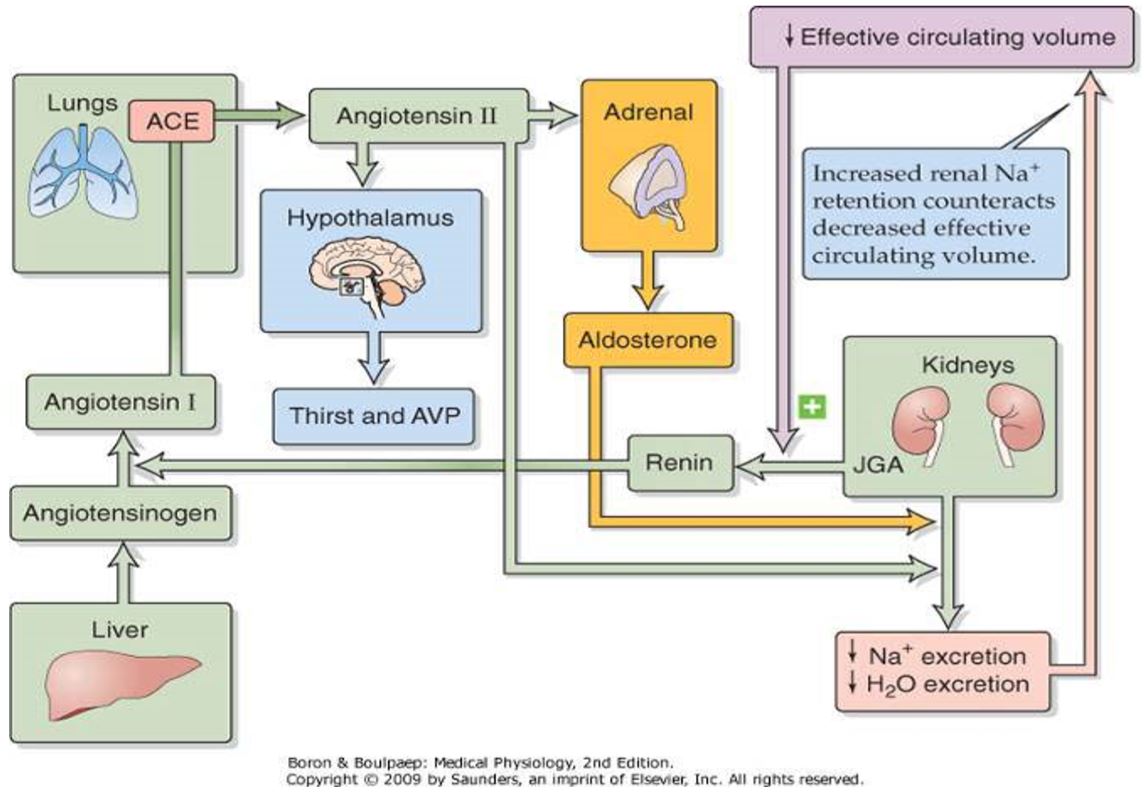 ↓ Effective circulating volume
Lungs
ACE
Angiotensin II
Adrenal
Increased renal Na⁺
retention counteracts
decreased effective
circulating volume.
Hypothalamus
Aldosterone
Kidneys
Angiotensin I
Thirst and AVP
Renin
JGA
Angiotensinogen
Liver
↓ Na⁺ excretion
↓ H₂O excretion
Boron & Boulpaep: Medical Physiology, 2nd Edition.
Copyright © 2009 by Saunders, an imprint of Elsevier, Inc. All rights reserved.